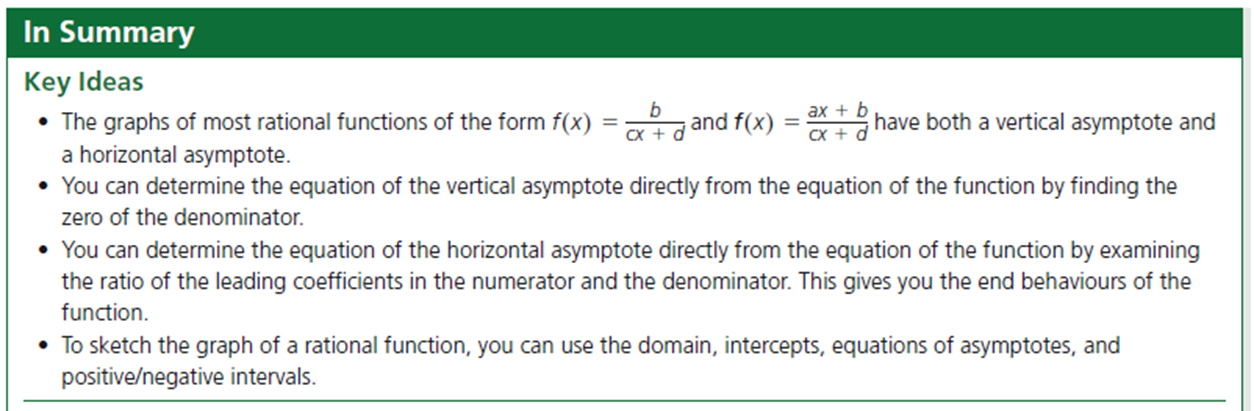 In Summary
Key Ideas
• The graphs of most rational functions of the form f(x) = b/(cx + d) and f(x) = (ax + b)/(cx + d) have both a vertical asymptote and
a horizontal asymptote.
• You can determine the equation of the vertical asymptote directly from the equation of the function by finding the
zero of the denominator.
• You can determine the equation of the horizontal asymptote directly from the equation of the function by examining
the ratio of the leading coefficients in the numerator and the denominator. This gives you the end behaviours of the
function.
• To sketch the graph of a rational function, you can use the domain, intercepts, equations of asymptotes, and
positive/negative intervals.